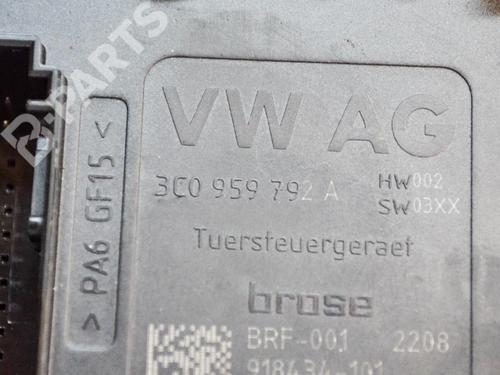 B-PARTS
VW AG
3C0 959 792 A
HW002
SW03XX
Tuersteuergeraet
brose
BRF-001 2208
918434-101
> PA6 GF15 <